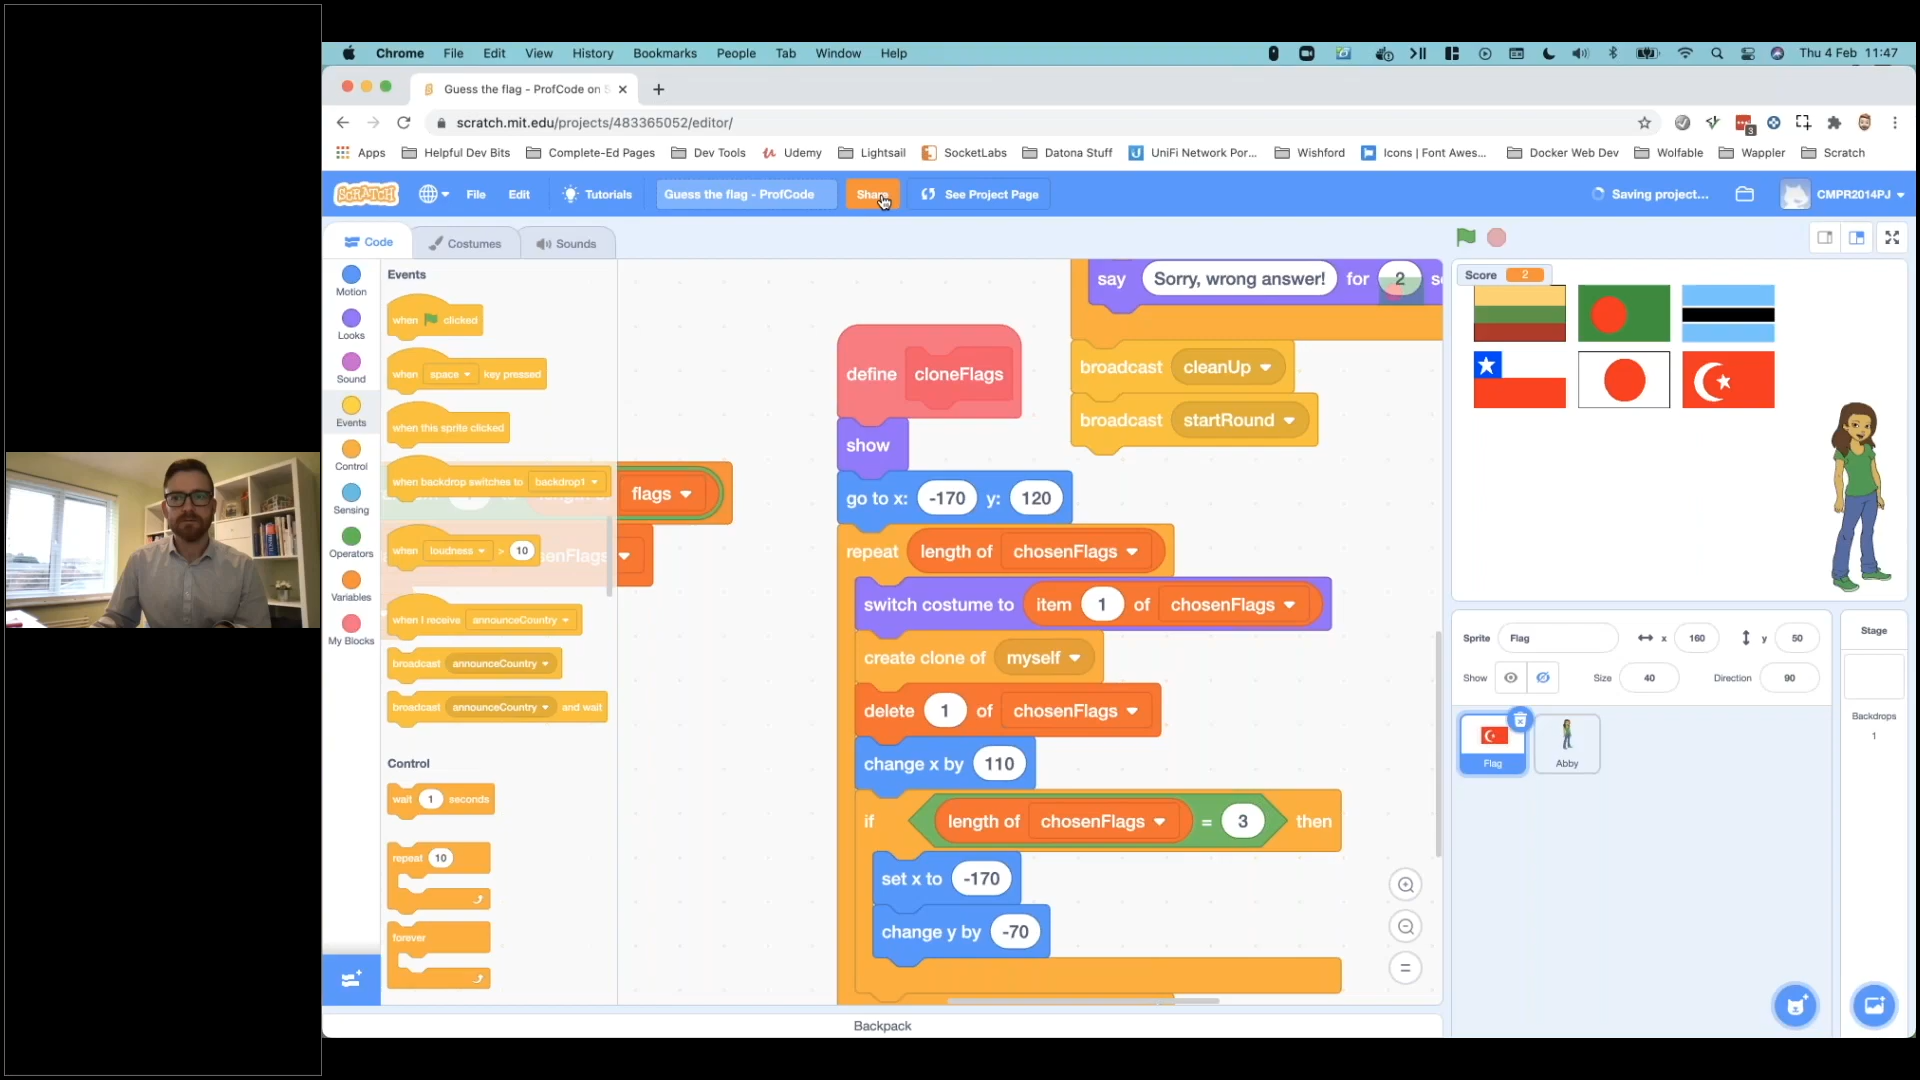 Chrome File Edit View History Bookmarks People Tab Window Help Thu 4 Feb 11:47
Guess the flag - ProfCode on S
scratch.mit.edu/projects/483365052/editor/
3
Apps Helpful Dev Bits Complete-Ed Pages Dev Tools Udemy Lightsail SocketLabs Datona Stuff UniFi Network Por... Wishford Icons | Font Awes... Docker Web Dev Wolfable Wappler Scratch
SCRATCH File Edit Tutorials Guess the flag - ProfCode Share See Project Page Saving project... CMPR2014PJ
Code Costumes Sounds
Motion
Looks
Sound
Events
Control
Sensing
Operators
Variables
My Blocks
Events
when clicked
when space key pressed
when this sprite clicked
when backdrop switches to backdrop1
when loudness > 10
when I receive announceCountry
broadcast announceCountry
broadcast announceCountry and wait
Control
wait 1 seconds
repeat 10
forever
flags
senFlags
say Sorry, wrong answer! for 2 se
broadcast cleanUp
broadcast startRound
define cloneFlags
show
go to x: -170 y: 120
repeat length of chosenFlags
switch costume to item 1 of chosenFlags
create clone of myself
delete 1 of chosenFlags
change x by 110
if length of chosenFlags = 3 then
set x to -170
change y by -70
Backpack
Score 2
Sprite Flag x 160 y 50
Show Size 40 Direction 90
Flag
Abby
Stage
Backdrops
1